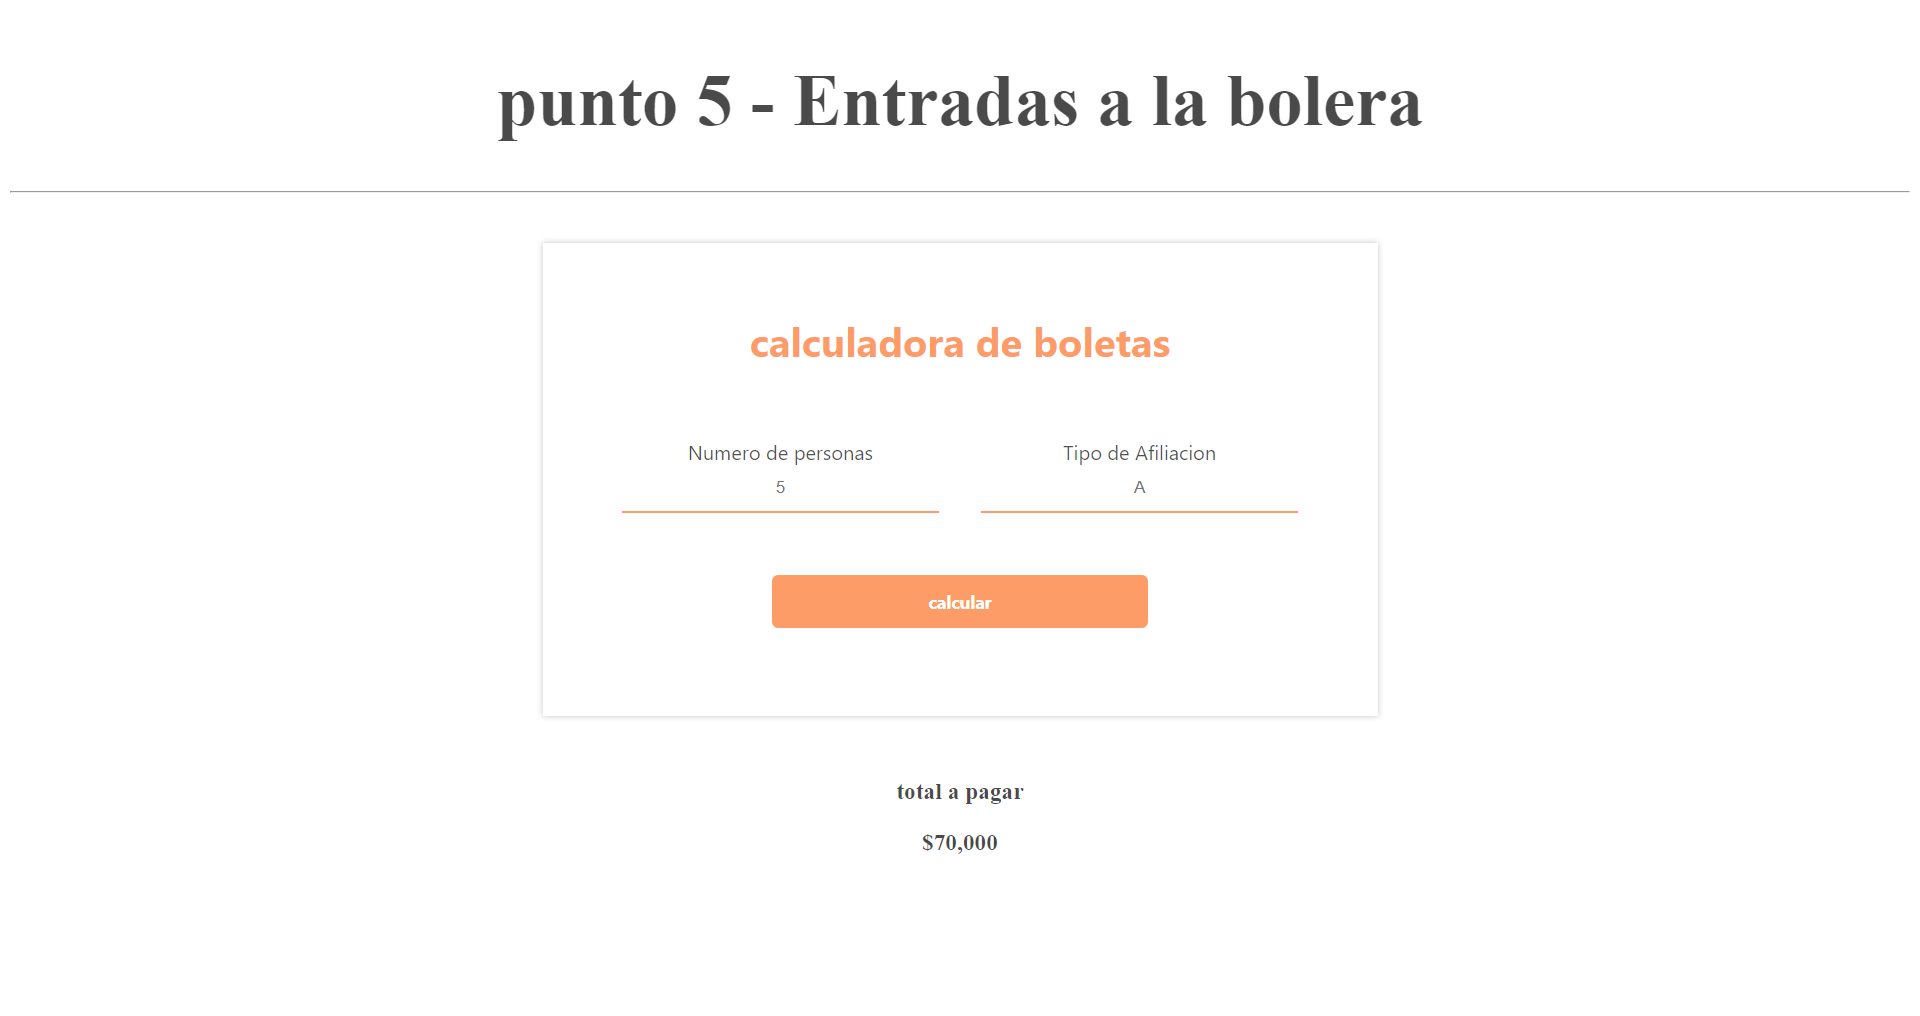 punto 5 - Entradas a la bolera
calculadora de boletas
Numero de personas
5
Tipo de Afiliacion
A
calcular
total a pagar
$70,000